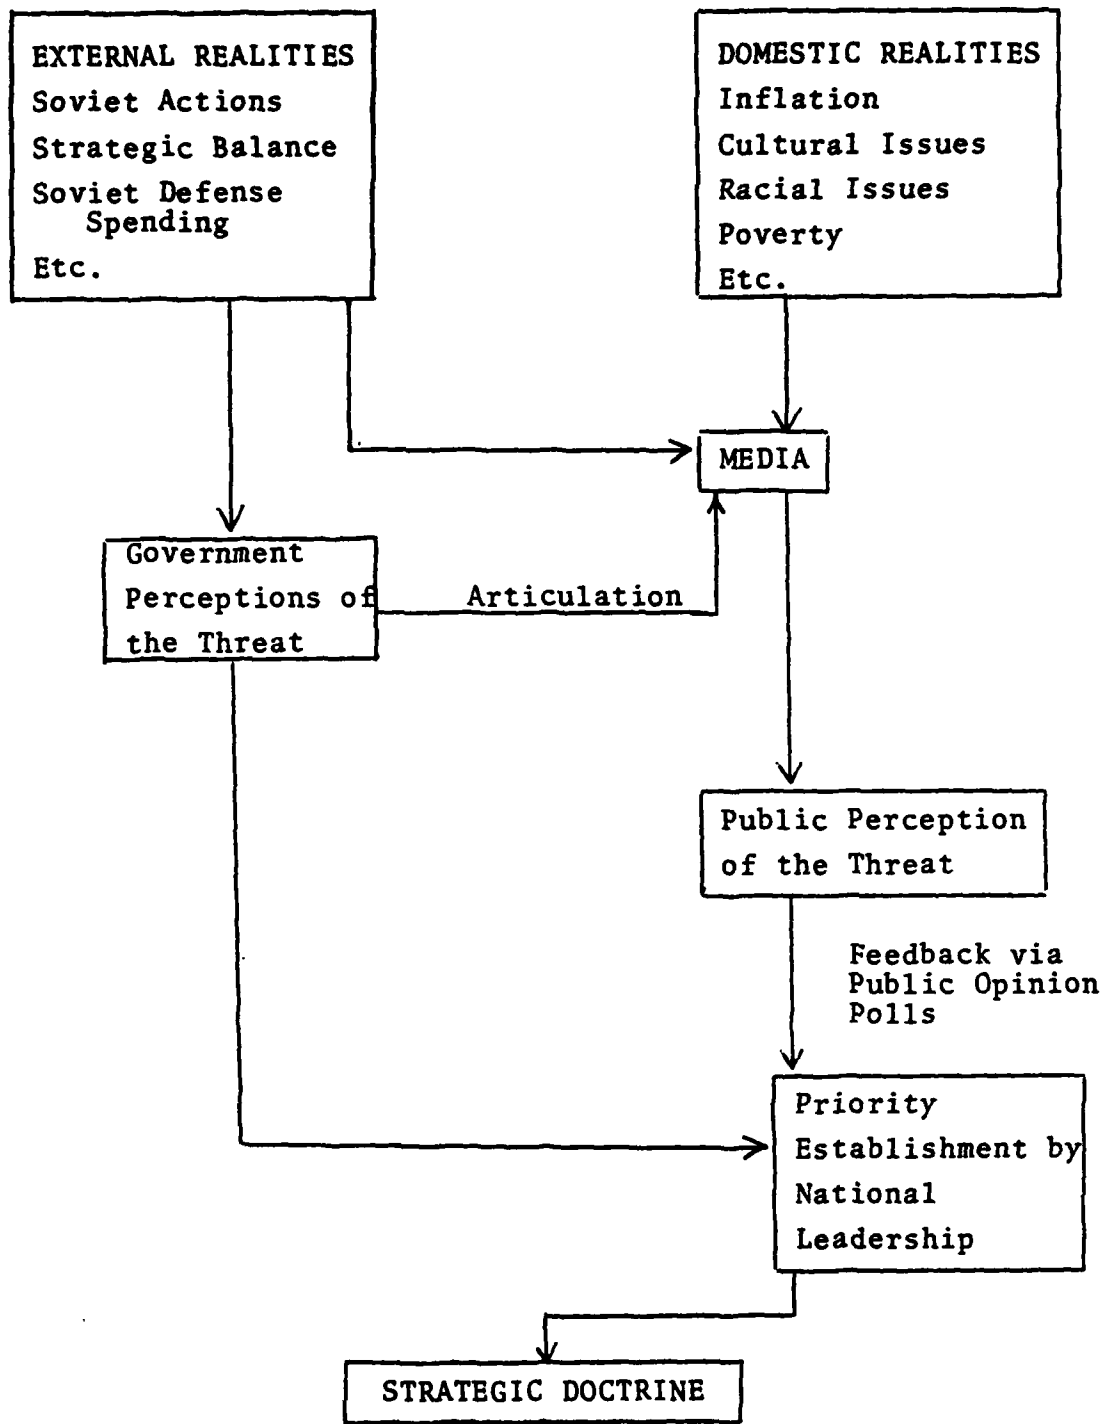 EXTERNAL REALITIES
Soviet Actions
Strategic Balance
Soviet Defense
Spending
Etc.
DOMESTIC REALITIES
Inflation
Cultural Issues
Racial Issues
Poverty
Etc.
MEDIA
Government
Perceptions of
the Threat
Articulation
Public Perception
of the Threat
Feedback via
Public Opinion
Polls
Priority
Establishment by
National
Leadership
STRATEGIC DOCTRINE